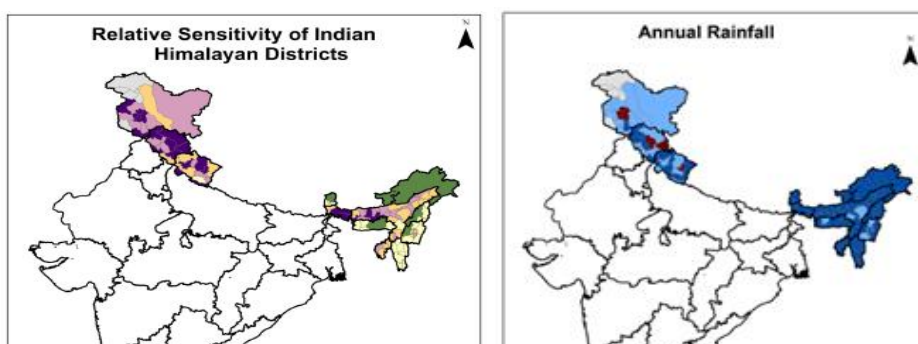 Relative Sensitivity of Indian
Himalayan Districts
N
Annual Rainfall
N